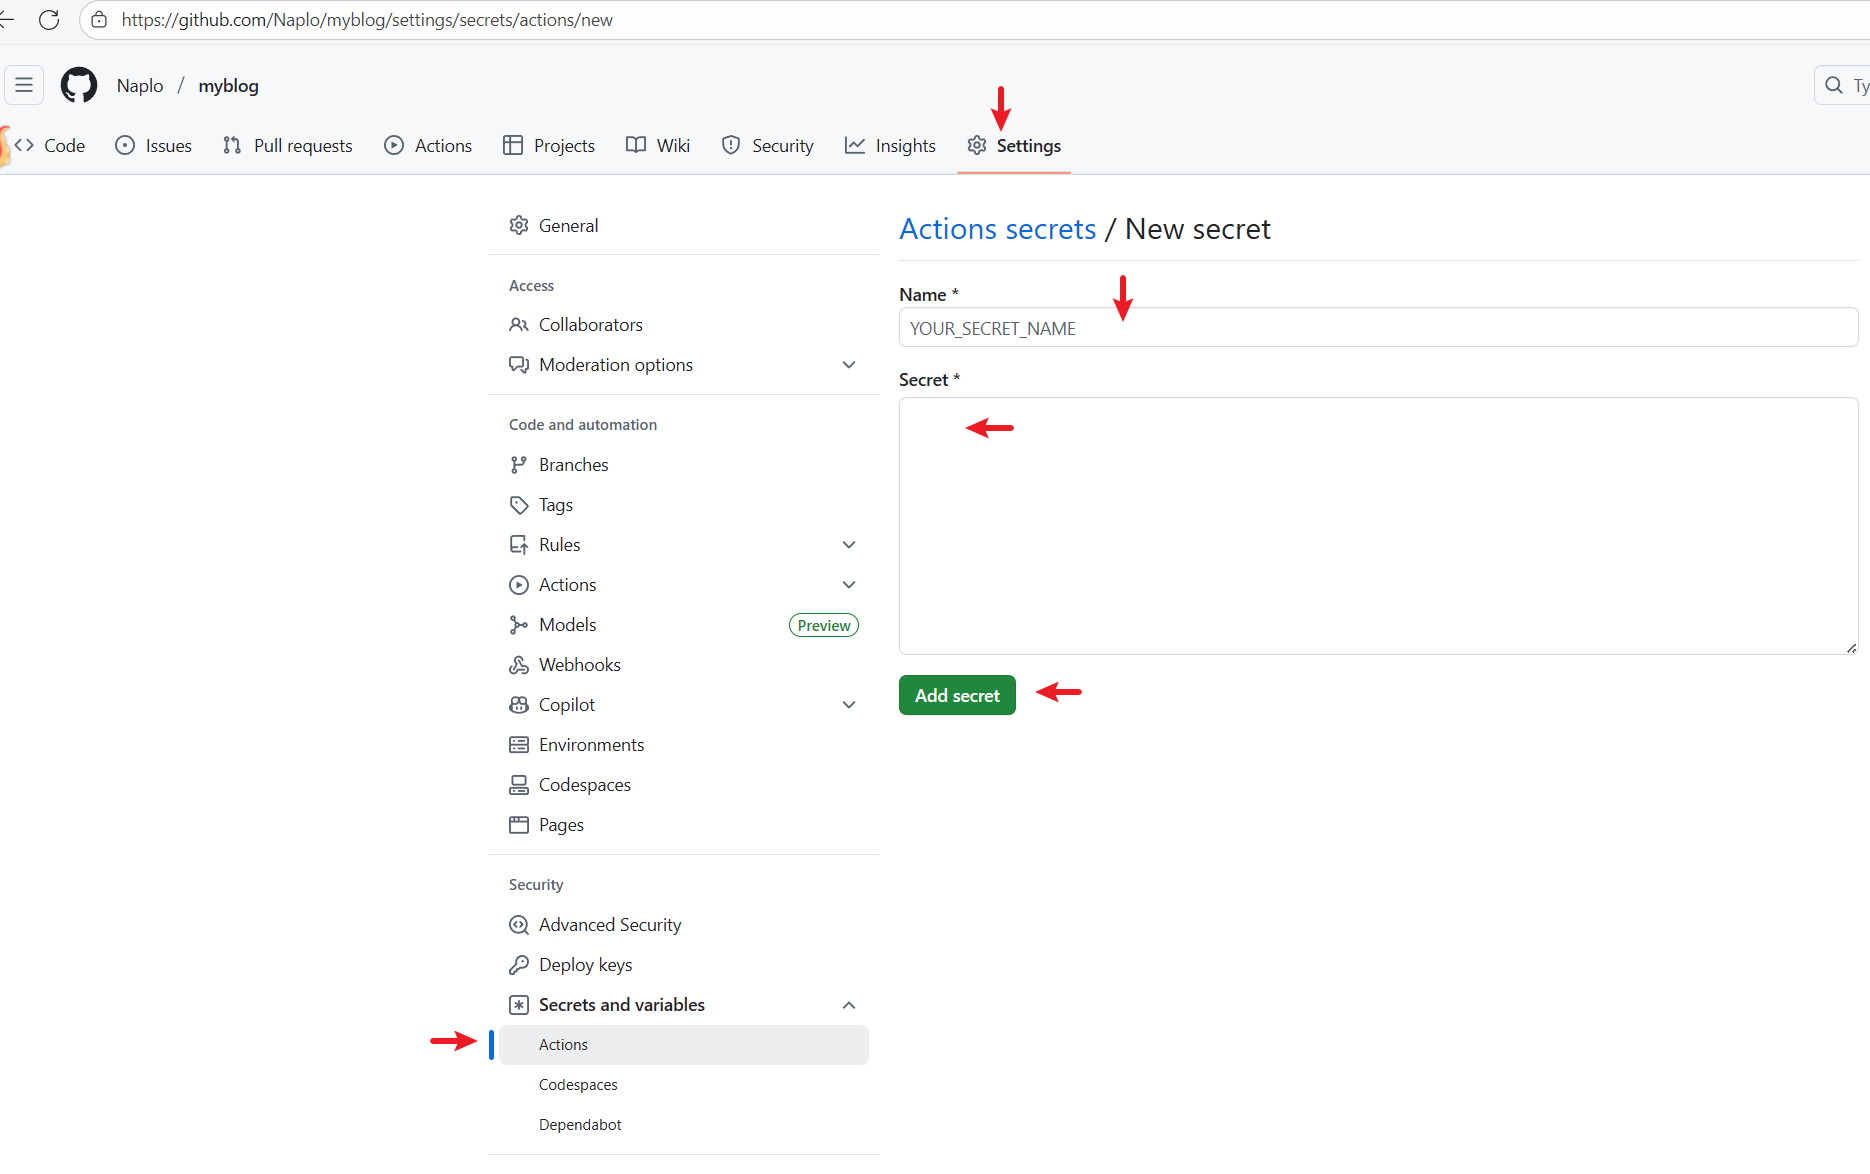 https://github.com/Naplo/myblog/settings/secrets/actions/new
Naplo / myblog
Ty
Code Issues Pull requests Actions Projects Wiki Security Insights Settings
General
Access
Collaborators
Moderation options
Code and automation
Branches
Tags
Rules
Actions
Models Preview
Webhooks
Copilot
Environments
Codespaces
Pages
Security
Advanced Security
Deploy keys
Secrets and variables
Actions
Codespaces
Dependabot
Actions secrets / New secret
Name *
YOUR_SECRET_NAME
Secret *
Add secret